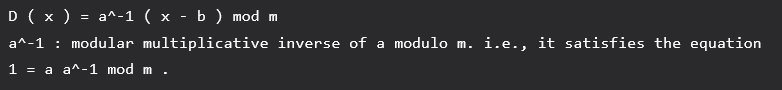 D ( x ) = a^-1 ( x - b ) mod m
a^-1 : modular multiplicative inverse of a modulo m. i.e., it satisfies the equation
1 = a a^-1 mod m .